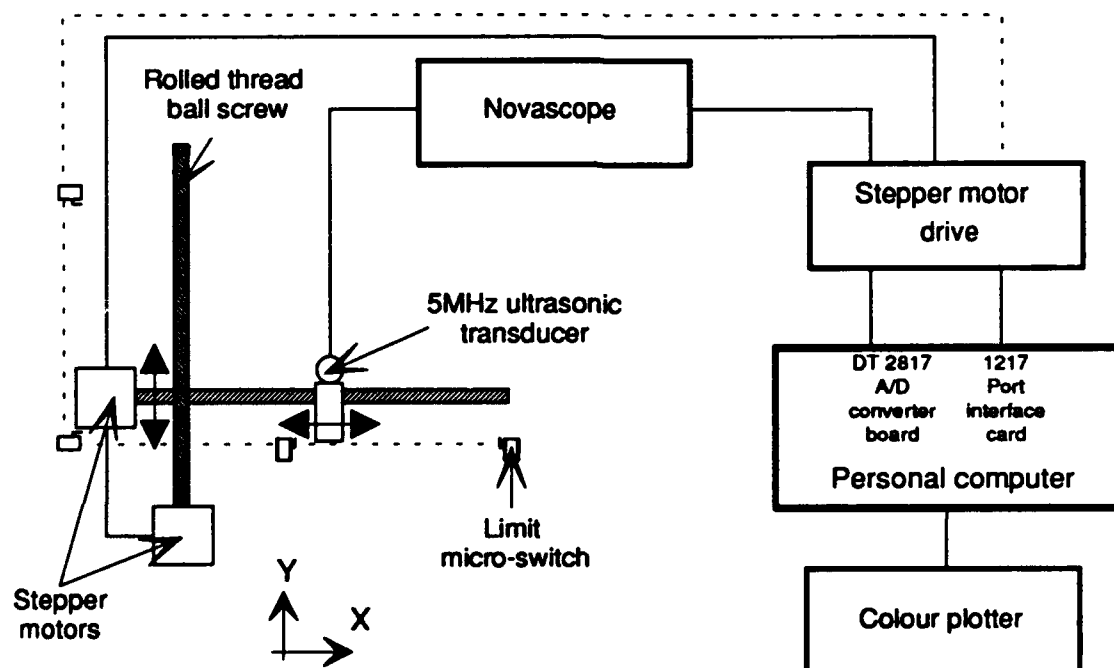 Rolled thread
ball screw
Novascope
Stepper motor
drive
5MHz ultrasonic
transducer
DT 2817
A/D
converter
board
1217
Port
interface
card
Personal computer
Limit
micro-switch
Stepper
motors
Y
X
Colour plotter